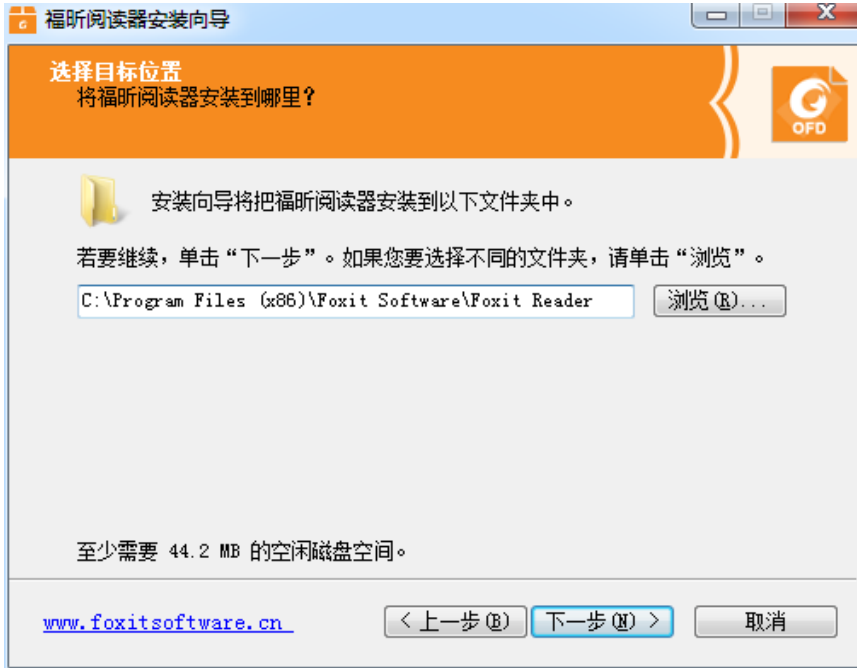 福昕阅读器安装向导
选择目标位置
将福昕阅读器安装到哪里？
OFD
安装向导将把福昕阅读器安装到以下文件夹中。
若要继续，单击“下一步”。如果您要选择不同的文件夹，请单击“浏览”。
C:\Program Files (x86)\Foxit Software\Foxit Reader
浏览(R)...
至少需要 44.2 MB 的空闲磁盘空间。
www.foxitsoftware.cn
< 上一步(B) 下一步(N) > 取消